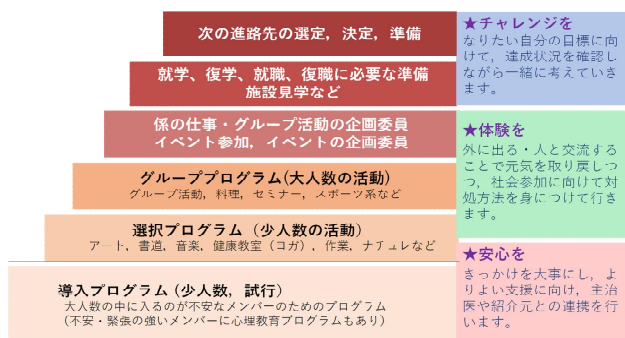 次の進路先の選定，決定，準備
就学、復学、就職、復職に必要な準備
施設見学など
係の仕事・グループ活動の企画委員
イベント参加，イベントの企画委員
グループプログラム(大人数の活動)
グループ活動，料理，セミナー，スポーツ系など
選択プログラム（少人数の活動）
アート，書道，音楽，健康教室（ヨガ），作業，ナチュレなど
導入プログラム（少人数，試行）
大人数の中に入るのが不安なメンバーのためのプログラム
(不安・緊張の強いメンバーに心理教育プログラムもあり)
★チャレンジを
なりたい自分の目標に向
けて，達成状況を確認し
ながら一緒に考えていき
ます。
★体験を
外に出る・人と交流する
ことで元気を取り戻しつ
つ，社会参加に向けて対
処方法を身につけて行き
ます。
★安心を
きっかけを大事にし，よ
りよい支援に向け，主治
医や紹介元との連携を行
います。